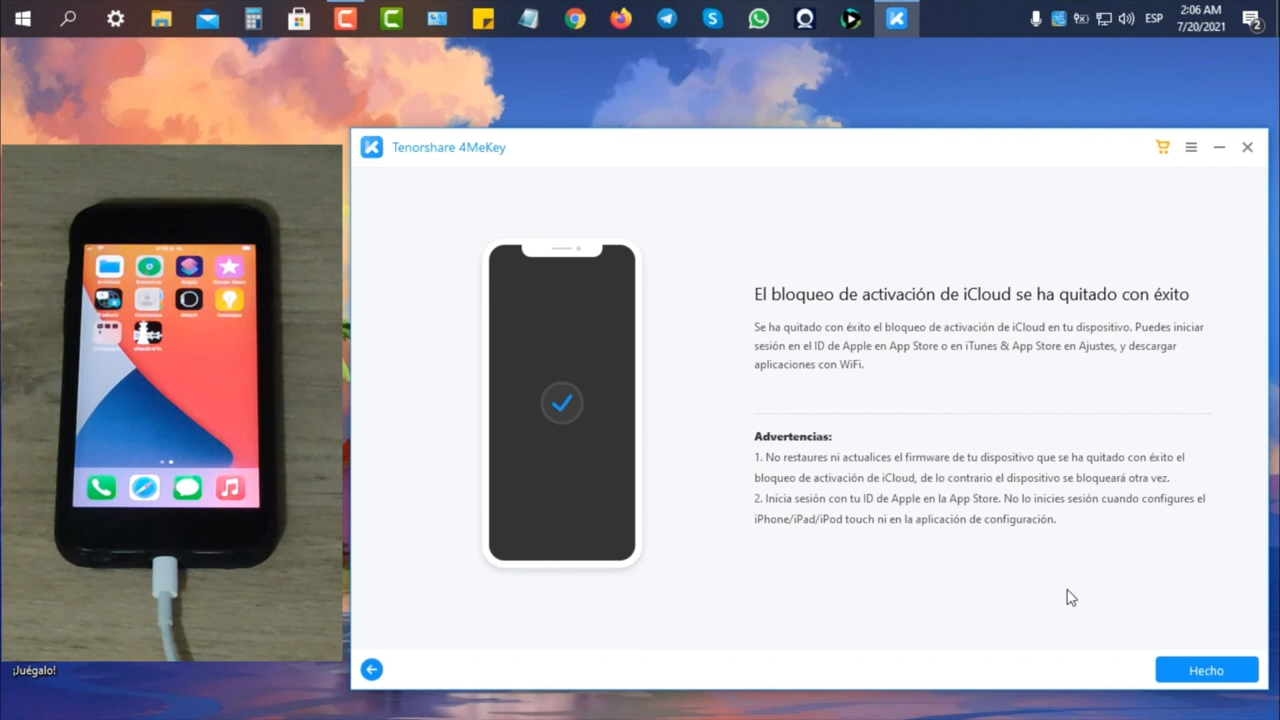 2:06 AM
ESP
7/20/2021
2
Tenorshare 4MeKey
El bloqueo de activación de iCloud se ha quitado con éxito
Se ha quitado con éxito el bloqueo de activación de iCloud en tu dispositivo. Puedes iniciar
sesión en el ID de Apple en App Store o en iTunes & App Store en Ajustes, y descargar
aplicaciones con WiFi.
Advertencias:
1. No restaures ni actualices el firmware de tu dispositivo que se ha quitado con éxito el
bloqueo de activación de iCloud, de lo contrario el dispositivo se bloqueará otra vez.
2. Inicia sesión con tu ID de Apple en la App Store. No lo inicies sesión cuando configures el
iPhone/iPad/iPod touch ni en la aplicación de configuración.
¡Juégalo!
Hecho